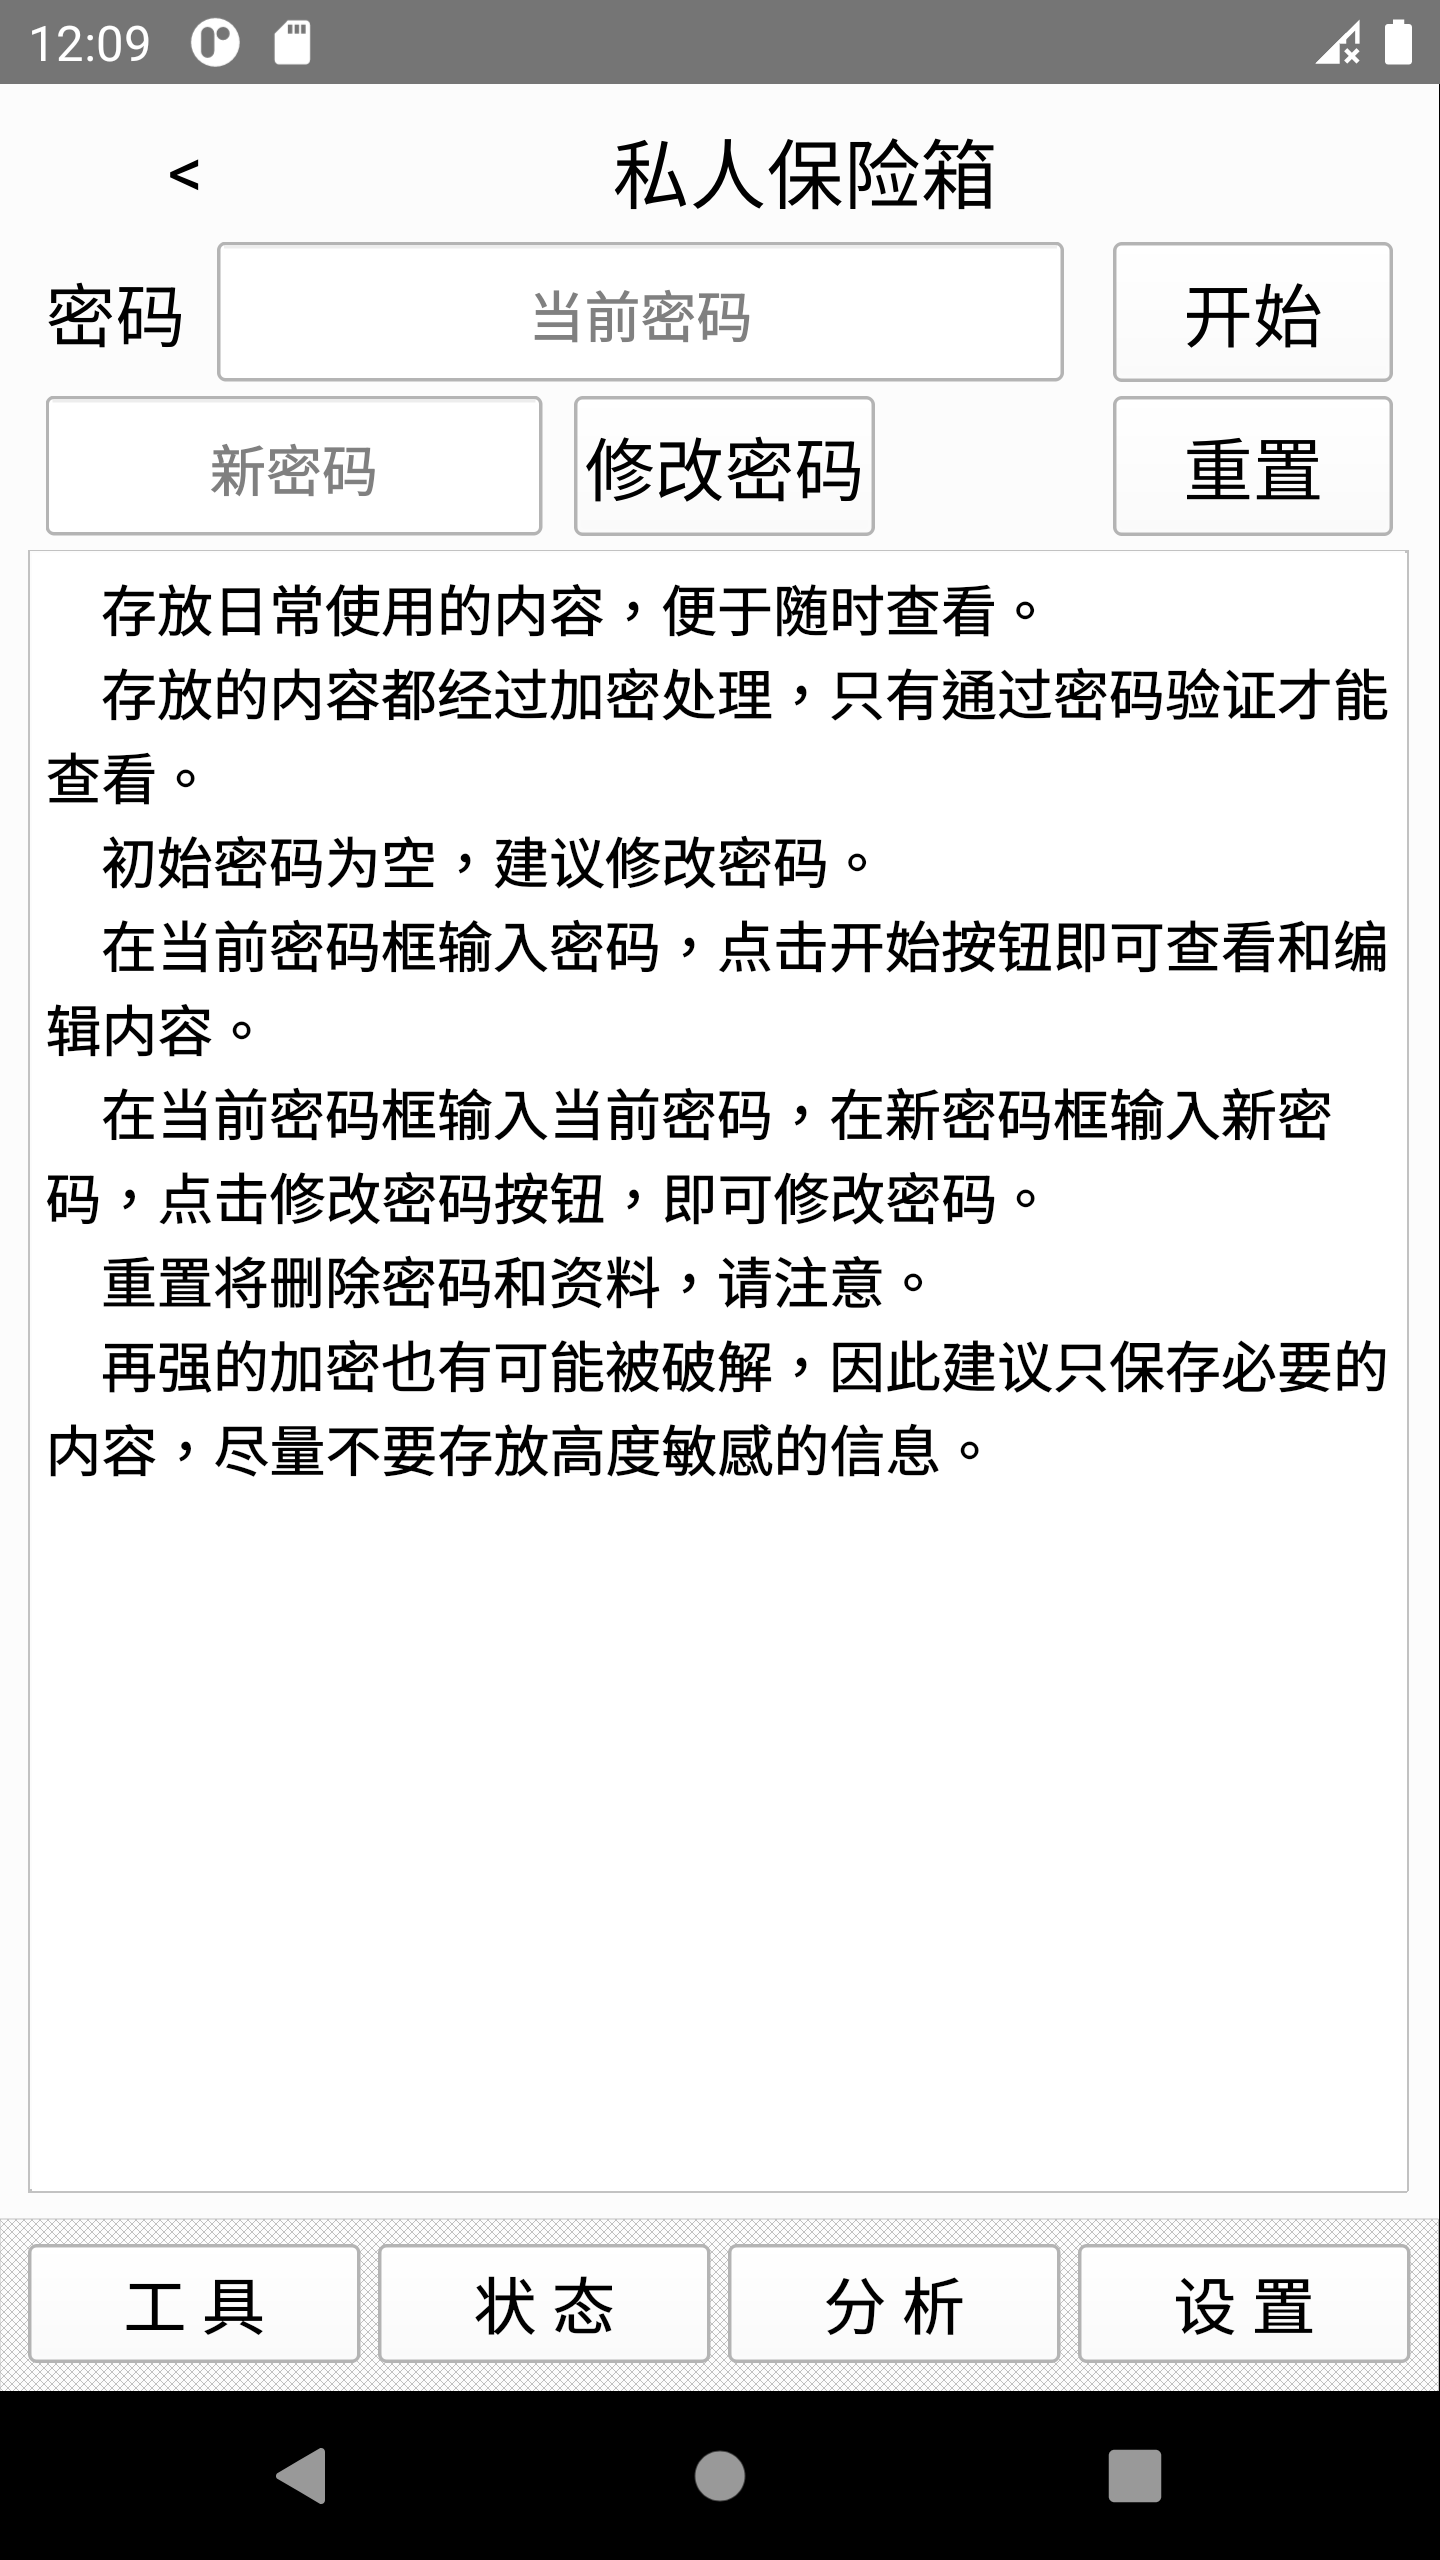 12:09
< 私人保险箱
密码 当前密码 开始
新密码 修改密码 重置
存放日常使用的内容，便于随时查看。
存放的内容都经过加密处理，只有通过密码验证才能
查看。
初始密码为空，建议修改密码。
在当前密码框输入密码，点击开始按钮即可查看和编
辑内容。
在当前密码框输入当前密码，在新密码框输入新密
码，点击修改密码按钮，即可修改密码。
重置将删除密码和资料，请注意。
再强的加密也有可能被破解，因此建议只保存必要的
内容，尽量不要存放高度敏感的信息。
工 具 状 态 分 析 设 置